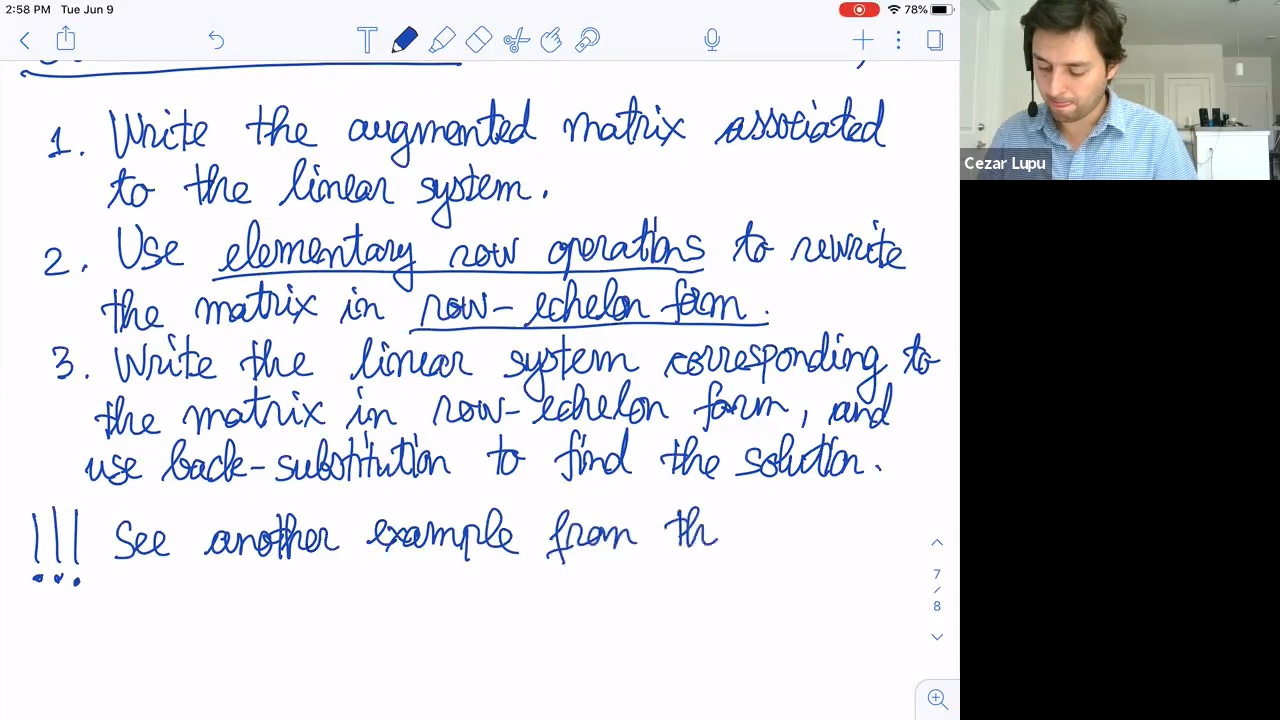 2:58 PM Tue Jun 9
78%
1. Write the augmented matrix associated
to the linear system.
2. Use elementary row operations to rewrite
the matrix in row-echelon form.
3. Write the linear system corresponding to
the matrix in row-echelon form, and
use back-substitution to find the solution.
!!! See another example from th
7
/
8
Cezar Lupu